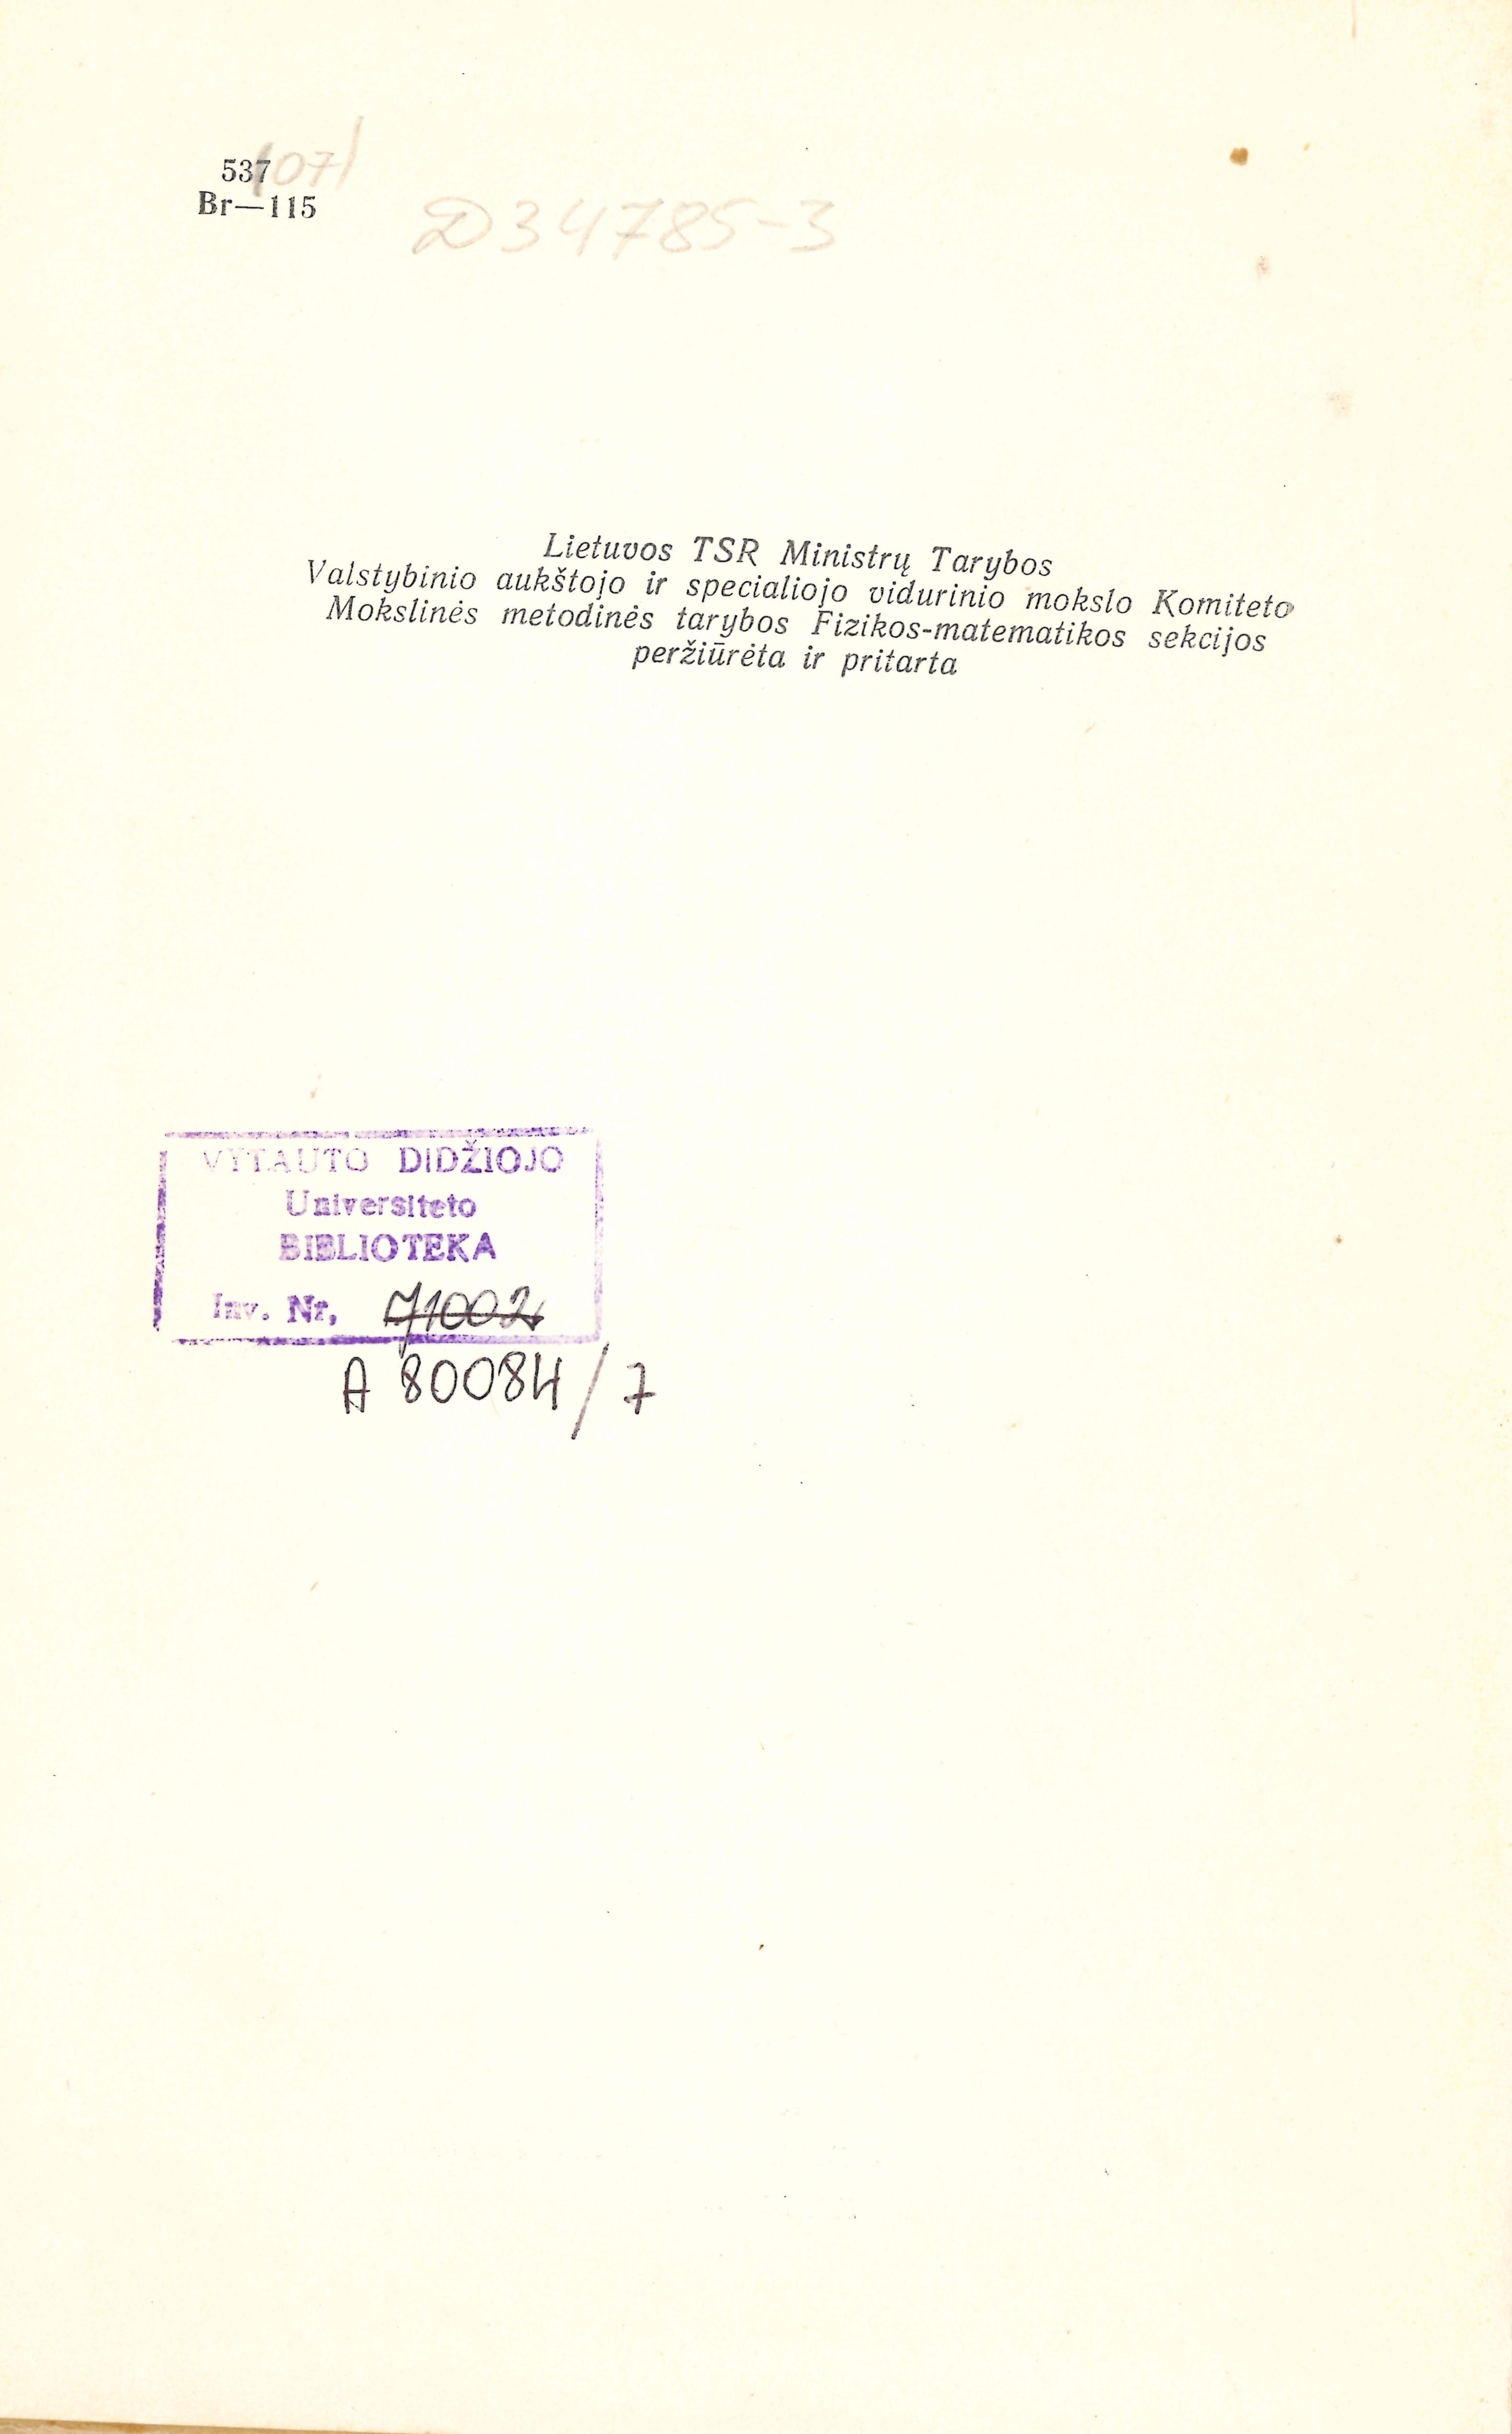 537(07)
Br—115
D34785-3
Lietuvos TSR Ministrų Tarybos
Valstybinio aukštojo ir specialiojo vidurinio mokslo Komiteto
Mokslinės metodinės tarybos Fizikos-matematikos sekcijos
peržiūrėta ir pritarta
VYTAUTO DIDŽIOJO
Universiteto
BIBLIOTEKA
Inv. Nr. 71002
A 80084/7